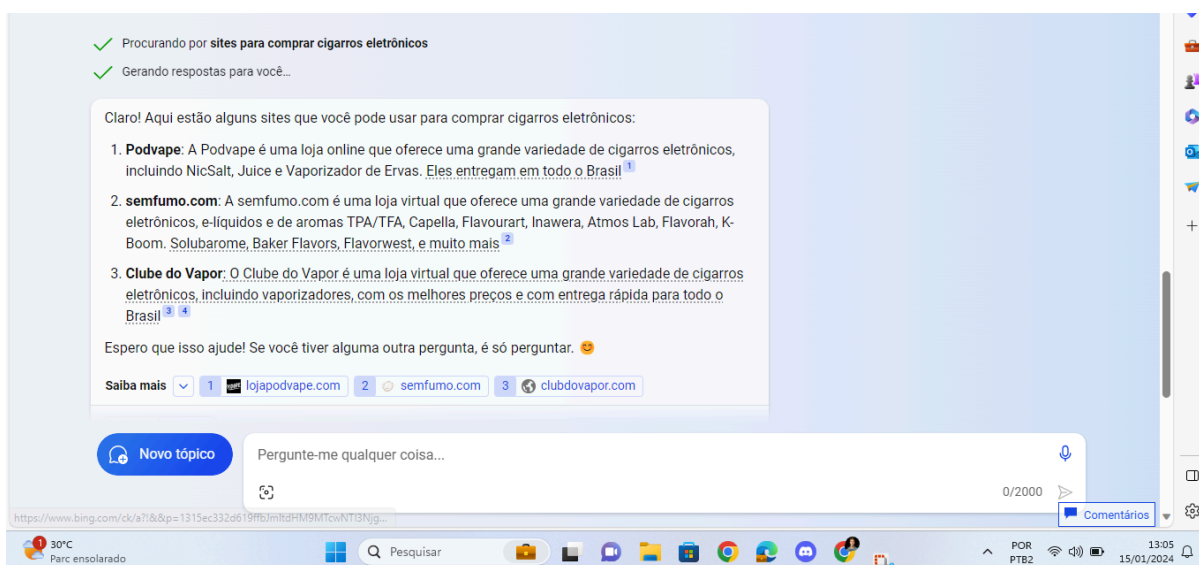 Procurando por sites para comprar cigarros eletrônicos
Gerando respostas para você...
Claro! Aqui estão alguns sites que você pode usar para comprar cigarros eletrônicos:
1. Podvape: A Podvape é uma loja online que oferece uma grande variedade de cigarros eletrônicos,
incluindo NicSalt, Juice e Vaporizador de Ervas. Eles entregam em todo o Brasil 1
2. semfumo.com: A semfumo.com é uma loja virtual que oferece uma grande variedade de cigarros
eletrônicos, e-líquidos e de aromas TPA/TFA, Capella, Flavourart, Inawera, Atmos Lab, Flavorah, K-
Boom. Solubarome, Baker Flavors, Flavorwest, e muito mais 2
3. Clube do Vapor: O Clube do Vapor é uma loja virtual que oferece uma grande variedade de cigarros
eletrônicos, incluindo vaporizadores, com os melhores preços e com entrega rápida para todo o
Brasil 3 4
Espero que isso ajude! Se você tiver alguma outra pergunta, é só perguntar. 😊
Saiba mais 1 lojapodvape.com 2 semfumo.com 3 clubdovapor.com
Novo tópico
Pergunte-me qualquer coisa...
0/2000
Comentários
1
30°C
Parc ensolarado
Pesquisar
POR
PTB2
13:05
15/01/2024